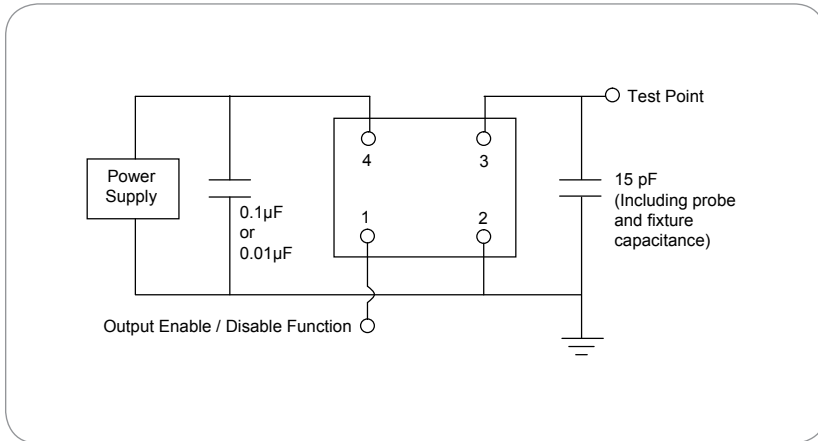 Test Point
4
3
Power
Supply
0.1µF
or
0.01µF
1
2
15 pF
(Including probe
and fixture
capacitance)
Output Enable / Disable Function